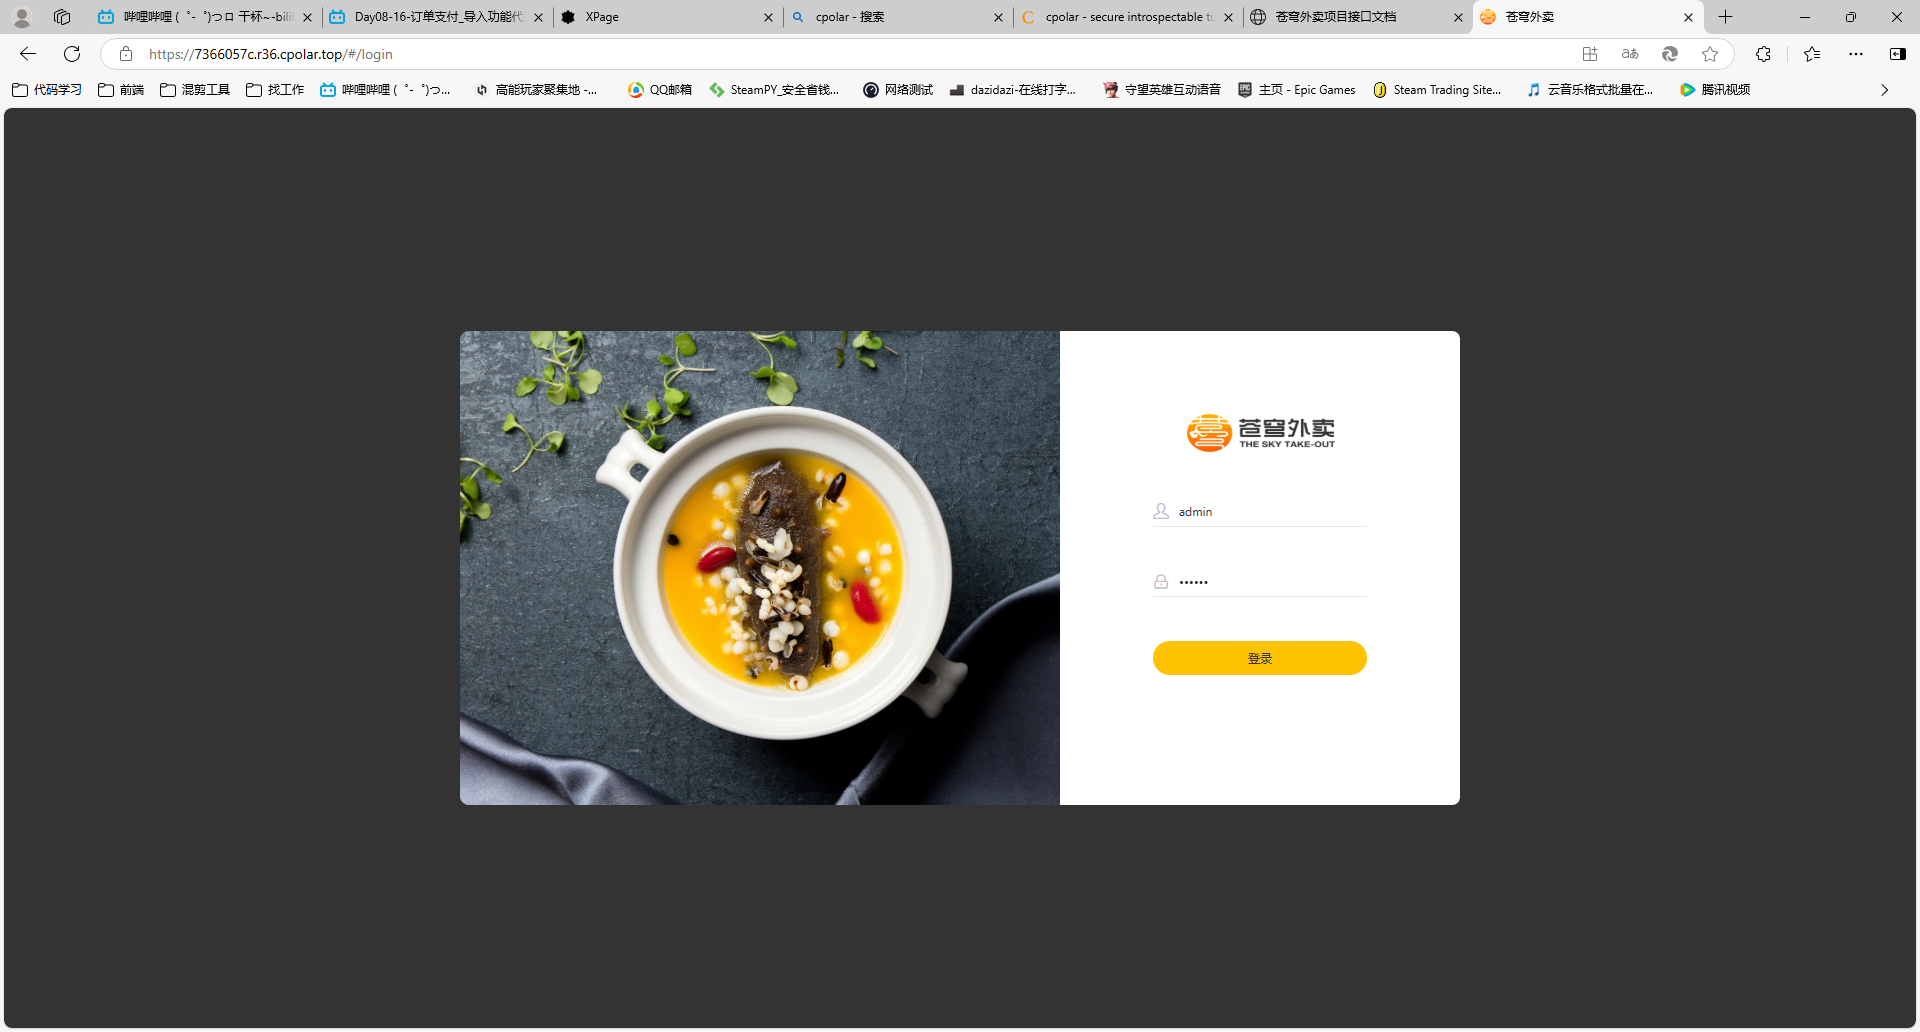 哔哩哔哩 (゜-゜)つロ 干杯~-bili
Day08-16-订单支付_导入功能代
XPage
cpolar - 搜索
cpolar - secure introspectable tu
苍穹外卖项目接口文档
苍穹外卖
https://7366057c.r36.cpolar.top/#/login
代码学习
前端
混剪工具
找工作
哔哩哔哩 (゜-゜)つ...
高能玩家聚集地 -...
QQ邮箱
SteamPY_安全省钱...
网络测试
dazidazi-在线打字...
守望英雄互动语音
主页 - Epic Games
Steam Trading Site...
云音乐格式批量在...
腾讯视频
苍穹外卖
THE SKY TAKE-OUT
admin
••••••
登录